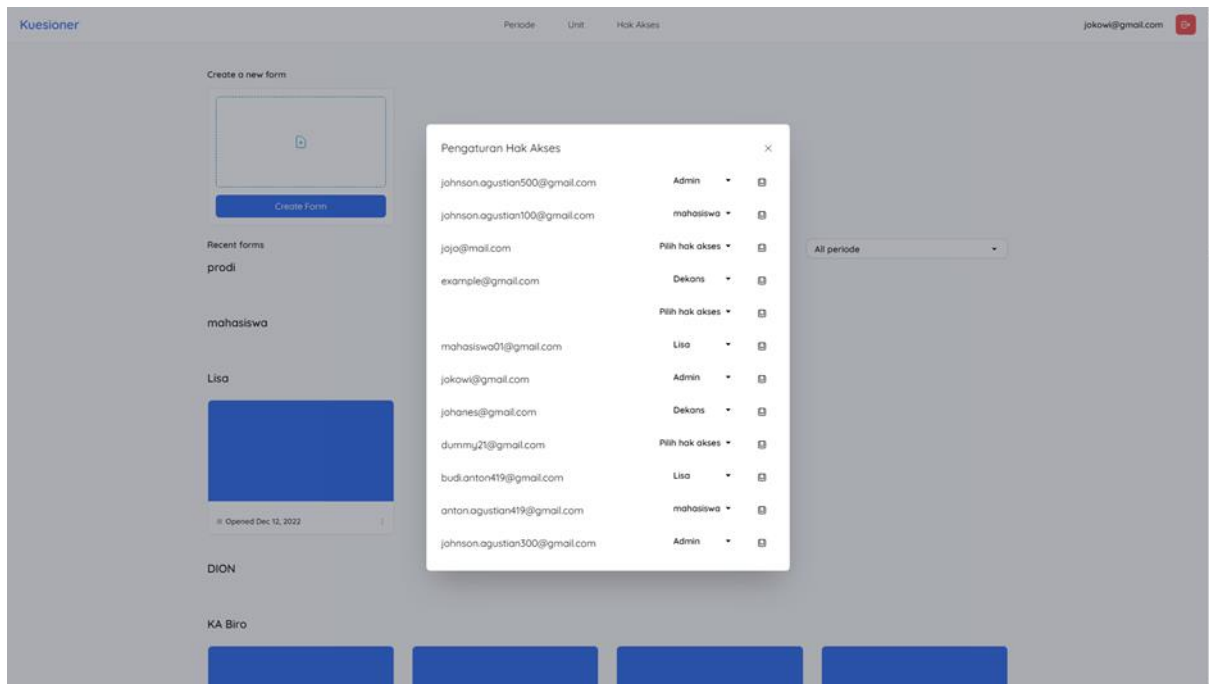 Kuesioner
Periode Unit Hak Akses
jokowi@gmail.com
Create a new form
Create Form
Recent forms
All periode
prodi
mahasiswa
Lisa
Opened Dec 12, 2022
DION
KA Biro
Pengaturan Hak Akses
johnson.agustian500@gmail.com Admin
johnson.agustian100@gmail.com mahasiswa
jojo@mail.com Pilih hak akses
example@gmail.com Dekans
Pilih hak akses
mahasiswa01@gmail.com Lisa
jokowi@gmail.com Admin
johanes@gmail.com Dekans
dummy21@gmail.com Pilih hak akses
budi.anton419@gmail.com Lisa
anton.agustian419@gmail.com mahasiswa
johnson.agustian300@gmail.com Admin